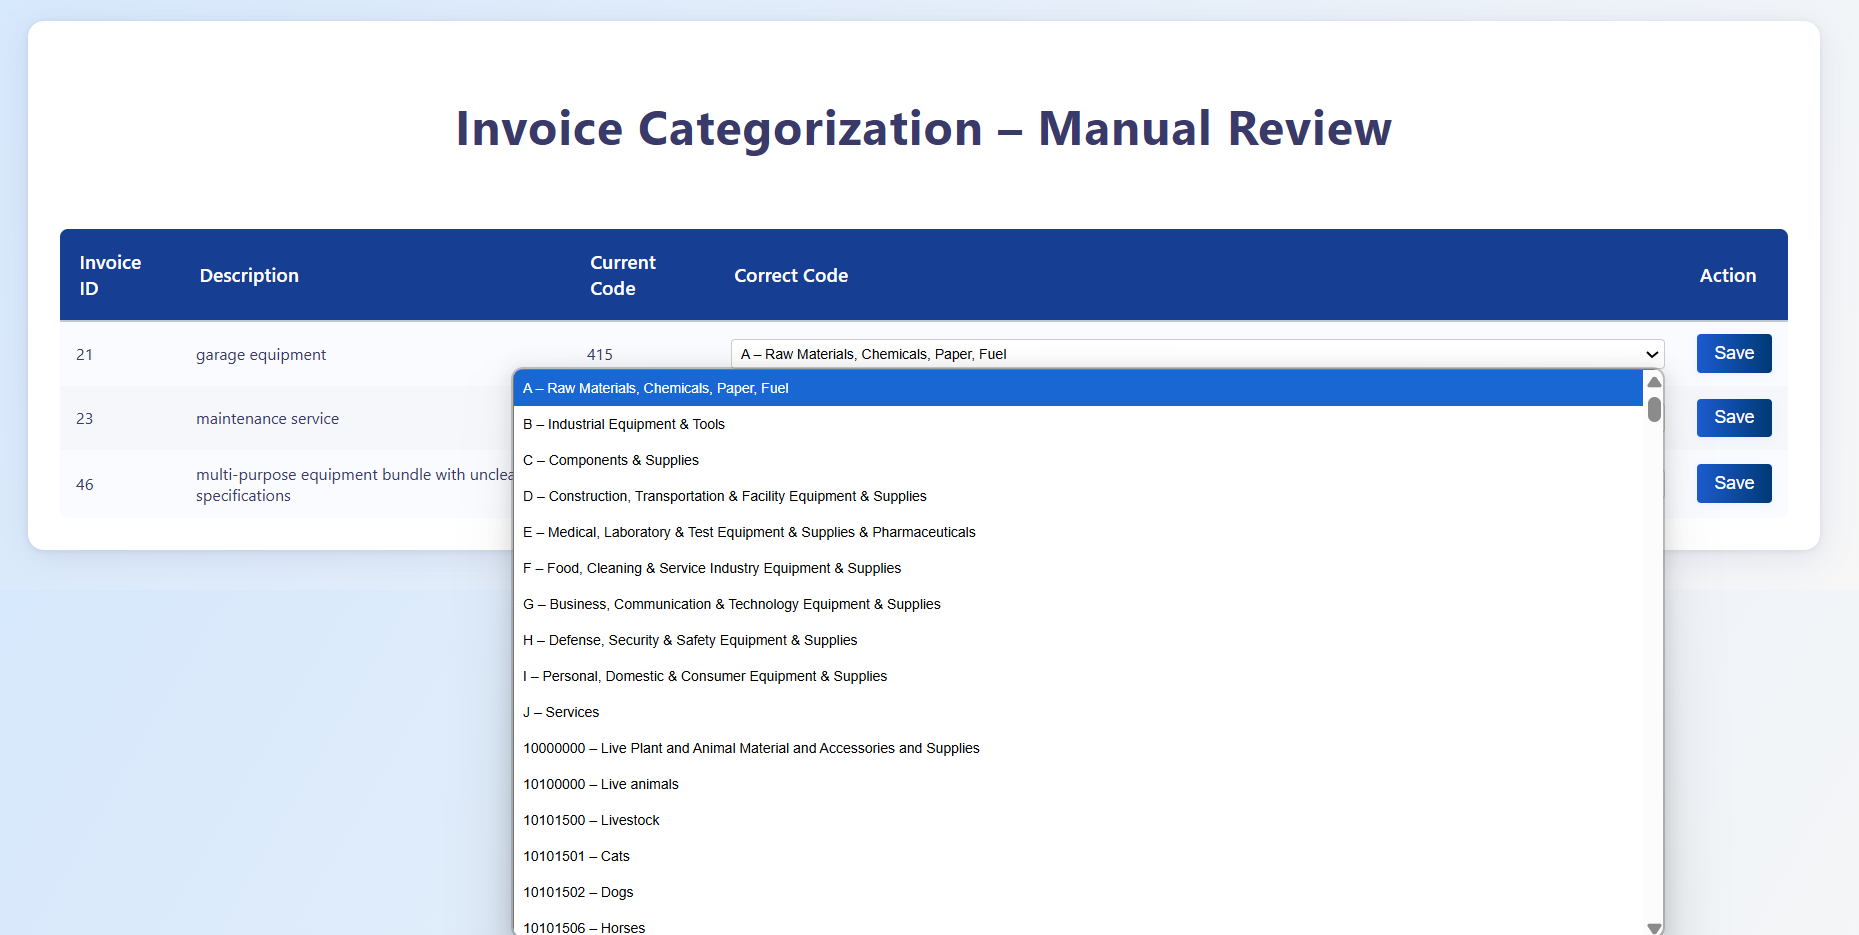 Invoice Categorization – Manual Review
Invoice ID
Description
Current Code
Correct Code
Action
21
garage equipment
415
A – Raw Materials, Chemicals, Paper, Fuel
Save
23
maintenance service
Save
46
multi-purpose equipment bundle with
specifications
Save
A – Raw Materials, Chemicals, Paper, Fuel
B – Industrial Equipment & Tools
C – Components & Supplies
D – Construction, Transportation & Facility Equipment & Supplies
E – Medical, Laboratory & Test Equipment & Supplies & Pharmaceuticals
F – Food, Cleaning & Service Industry Equipment & Supplies
G – Business, Communication & Technology Equipment & Supplies
H – Defense, Security & Safety Equipment & Supplies
I – Personal, Domestic & Consumer Equipment & Supplies
J – Services
10000000 – Live Plant and Animal Material and Accessories and Supplies
10100000 – Live animals
10101500 – Livestock
10101501 – Cats
10101502 – Dogs
10101506 – Horses